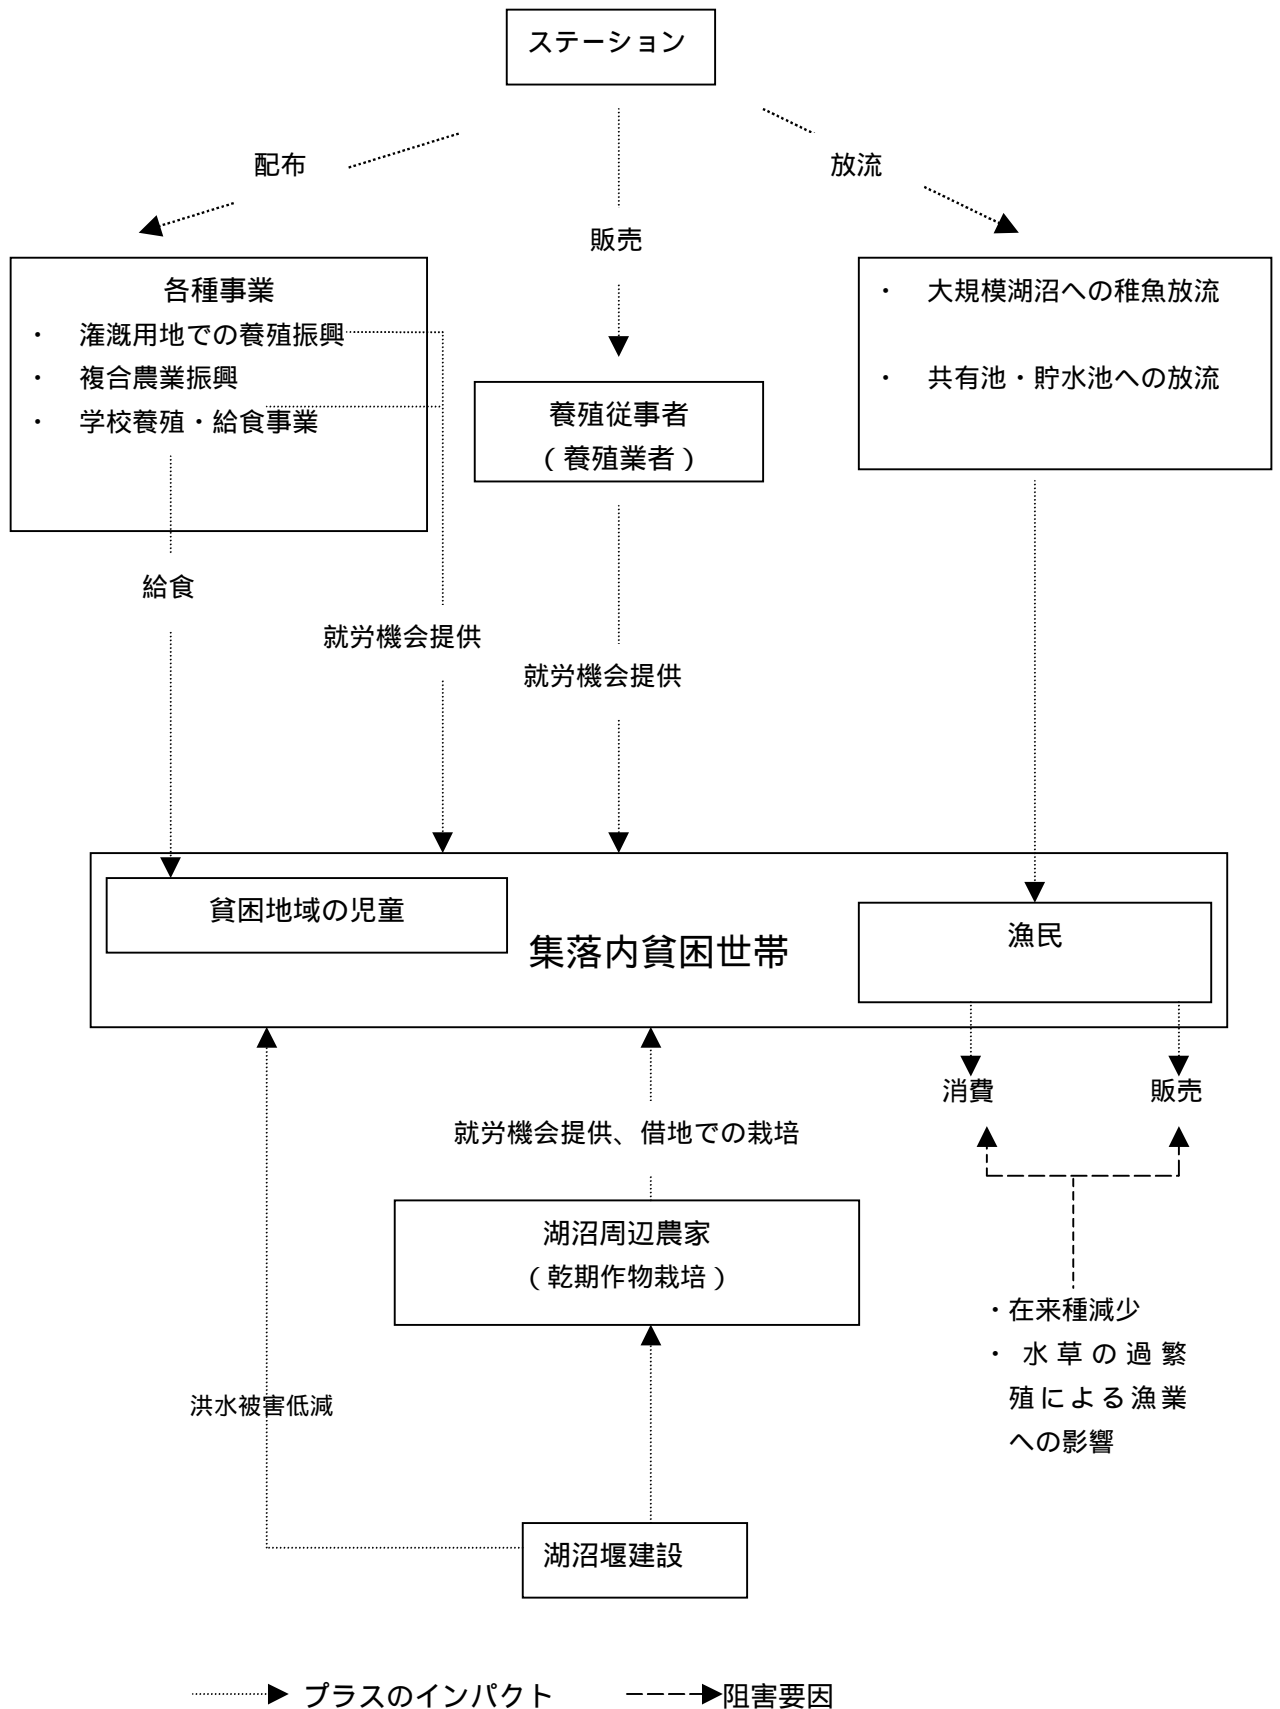 ステーション
配布
放流
販売
各種事業
・ 灌漑用地での養殖振興
・ 複合農業振興
・ 学校養殖・給食事業
・ 大規模湖沼への稚魚放流
・ 共有池・貯水池への放流
養殖従事者
（養殖業者）
給食
就労機会提供
就労機会提供
貧困地域の児童
集落内貧困世帯
漁民
消費
販売
就労機会提供、借地での栽培
湖沼周辺農家
（乾期作物栽培）
・在来種減少
・ 水草の過繁
殖による漁業
への影響
洪水被害低減
湖沼堰建設
プラスのインパクト
阻害要因